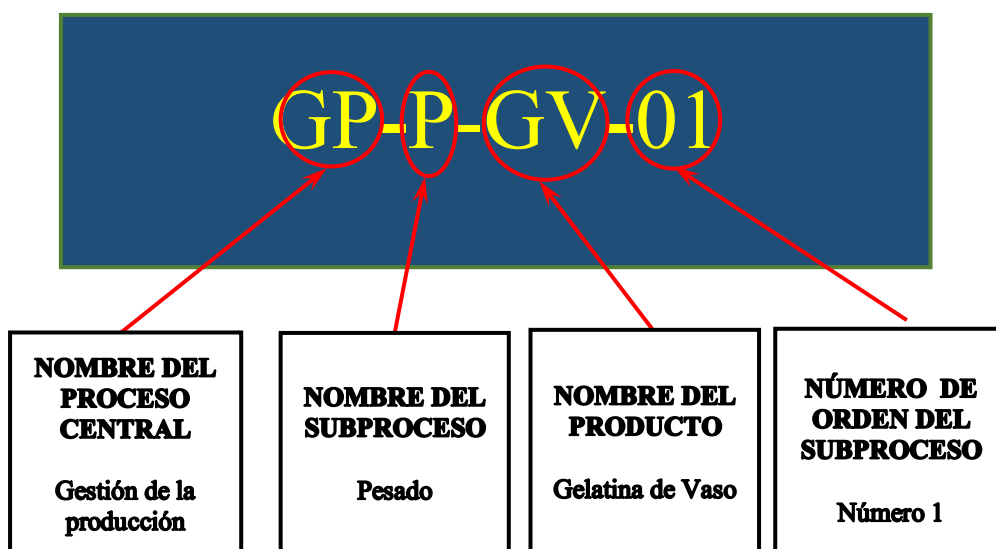 GP-P-GV-01
NOMBRE DEL
PROCESO
CENTRAL
Gestión de la
producción
NOMBRE DEL
SUBPROCESO
Pesado
NOMBRE DEL
PRODUCTO
Gelatina de Vaso
NÚMERO DE
ORDEN DEL
SUBPROCESO
Número 1